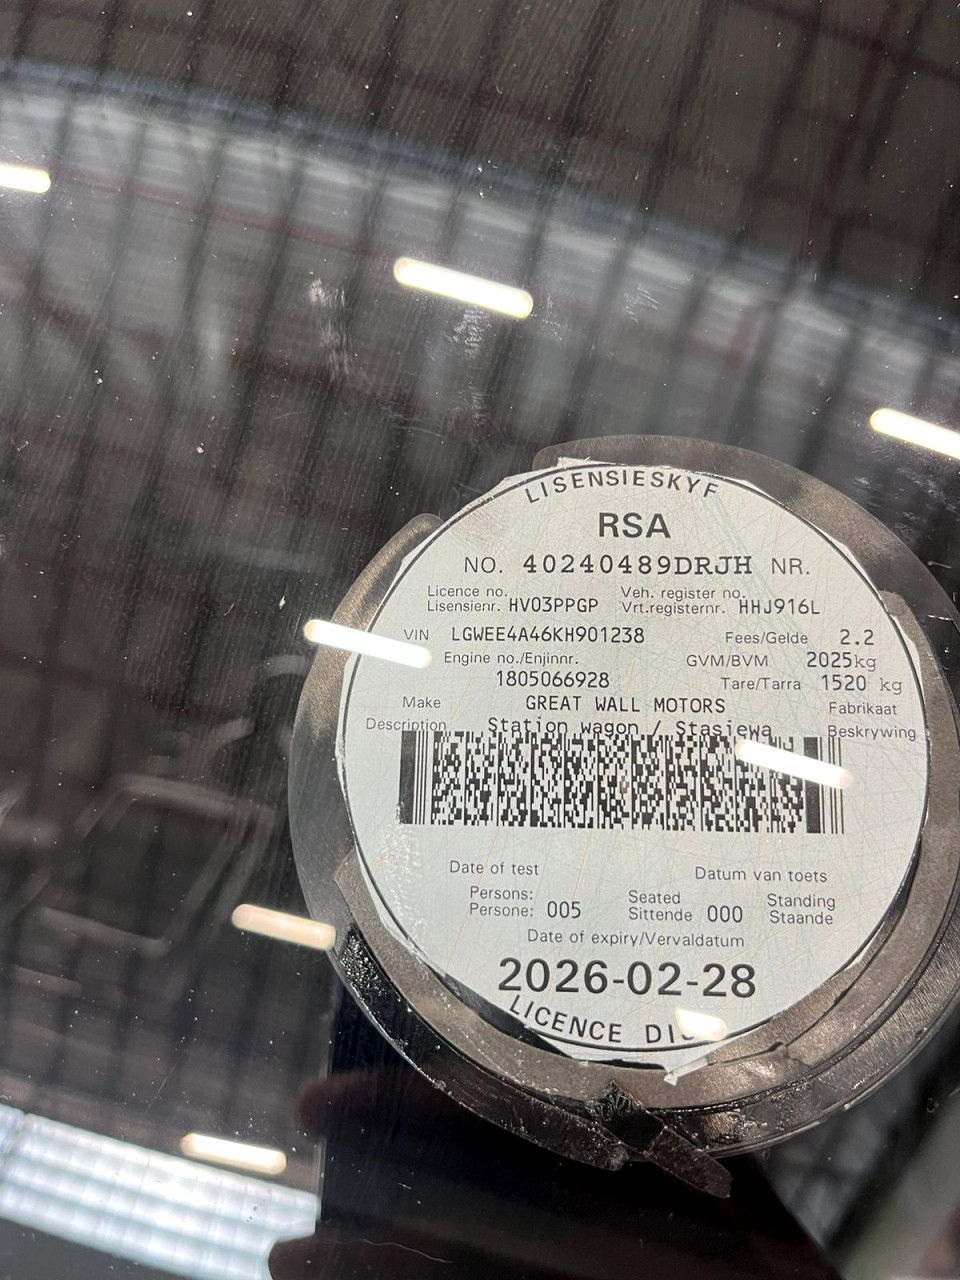 LISENSIESKYF
RSA
NO. 40240489DRJH NR.
Licence no. Veh. register no.
Lisensienr. HV03PPGP Vrt.registernr. HHJ916L
VIN LGWEE4A46KH901238 Fees/Gelde 2.2
Engine no./Enjinnr. GVM/BVM 2025kg
1805066928 Tare/Tarra 1520 kg
Make GREAT WALL MOTORS Fabrikaat
Description Station wagon / Stasiewa Beskrywing
Date of test Datum van toets
Persons: Seated Standing
Persone: 005 Sittende 000 Staande
Date of expiry/Vervaldatum
2026-02-28
LICENCE